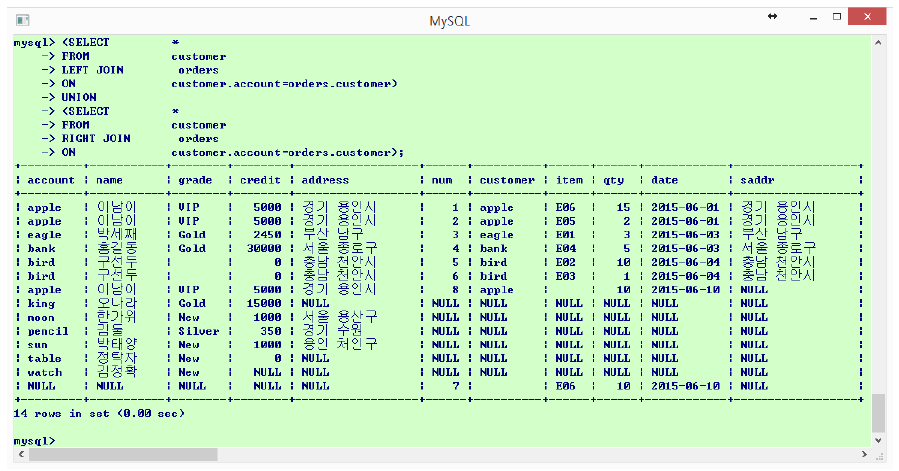 MySQL
mysql> (SELECT *
-> FROM customer
-> LEFT JOIN orders
-> ON customer.account=orders.customer)
-> UNION
-> (SELECT *
-> FROM customer
-> RIGHT JOIN orders
-> ON customer.account=orders.customer);
| account | name | grade | credit | address | num | customer | item | qty | date | saddr |
| apple | 이남이 | VIP | 5000 | 경기 용인시 | 1 | apple | E06 | 15 | 2015-06-01 | 경기 용인시 |
| apple | 이남이 | VIP | 5000 | 경기 용인시 | 2 | apple | E05 | 2 | 2015-06-01 | 경기 용인시 |
| eagle | 박세째 | Gold | 2450 | 부산 남구 | 3 | eagle | E01 | 3 | 2015-06-03 | 부산 남구 |
| bank | 홍길동 | Gold | 30000 | 서울 종로구 | 4 | bank | E04 | 5 | 2015-06-03 | 서울 종로구 |
| bird | 구선두 | | 0 | 충남 천안시 | 5 | bird | E02 | 10 | 2015-06-04 | 충남 천안시 |
| bird | 구선두 | | 0 | 충남 천안시 | 6 | bird | E03 | 1 | 2015-06-04 | 충남 천안시 |
| apple | 이남이 | VIP | 5000 | 경기 용인시 | 8 | apple | | 10 | 2015-06-10 | NULL |
| king | 오나라 | Gold | 15000 | NULL | NULL | NULL | NULL | NULL | NULL | NULL |
| moon | 한가위 | New | 1000 | 서울 용산구 | NULL | NULL | NULL | NULL | NULL | NULL |
| pencil | 김둘 | Silver | 350 | 경기 수원 | NULL | NULL | NULL | NULL | NULL | NULL |
| sun | 박태양 | New | 1000 | 용인 처인구 | NULL | NULL | NULL | NULL | NULL | NULL |
| table | 정탁자 | New | 0 | NULL | NULL | NULL | NULL | NULL | NULL | NULL |
| watch | 김정확 | New | NULL | NULL | NULL | NULL | NULL | NULL | NULL | NULL |
| NULL | NULL | NULL | NULL | NULL | 7 | | E06 | 10 | 2015-06-10 | NULL |
14 rows in set (0.00 sec)
mysql>